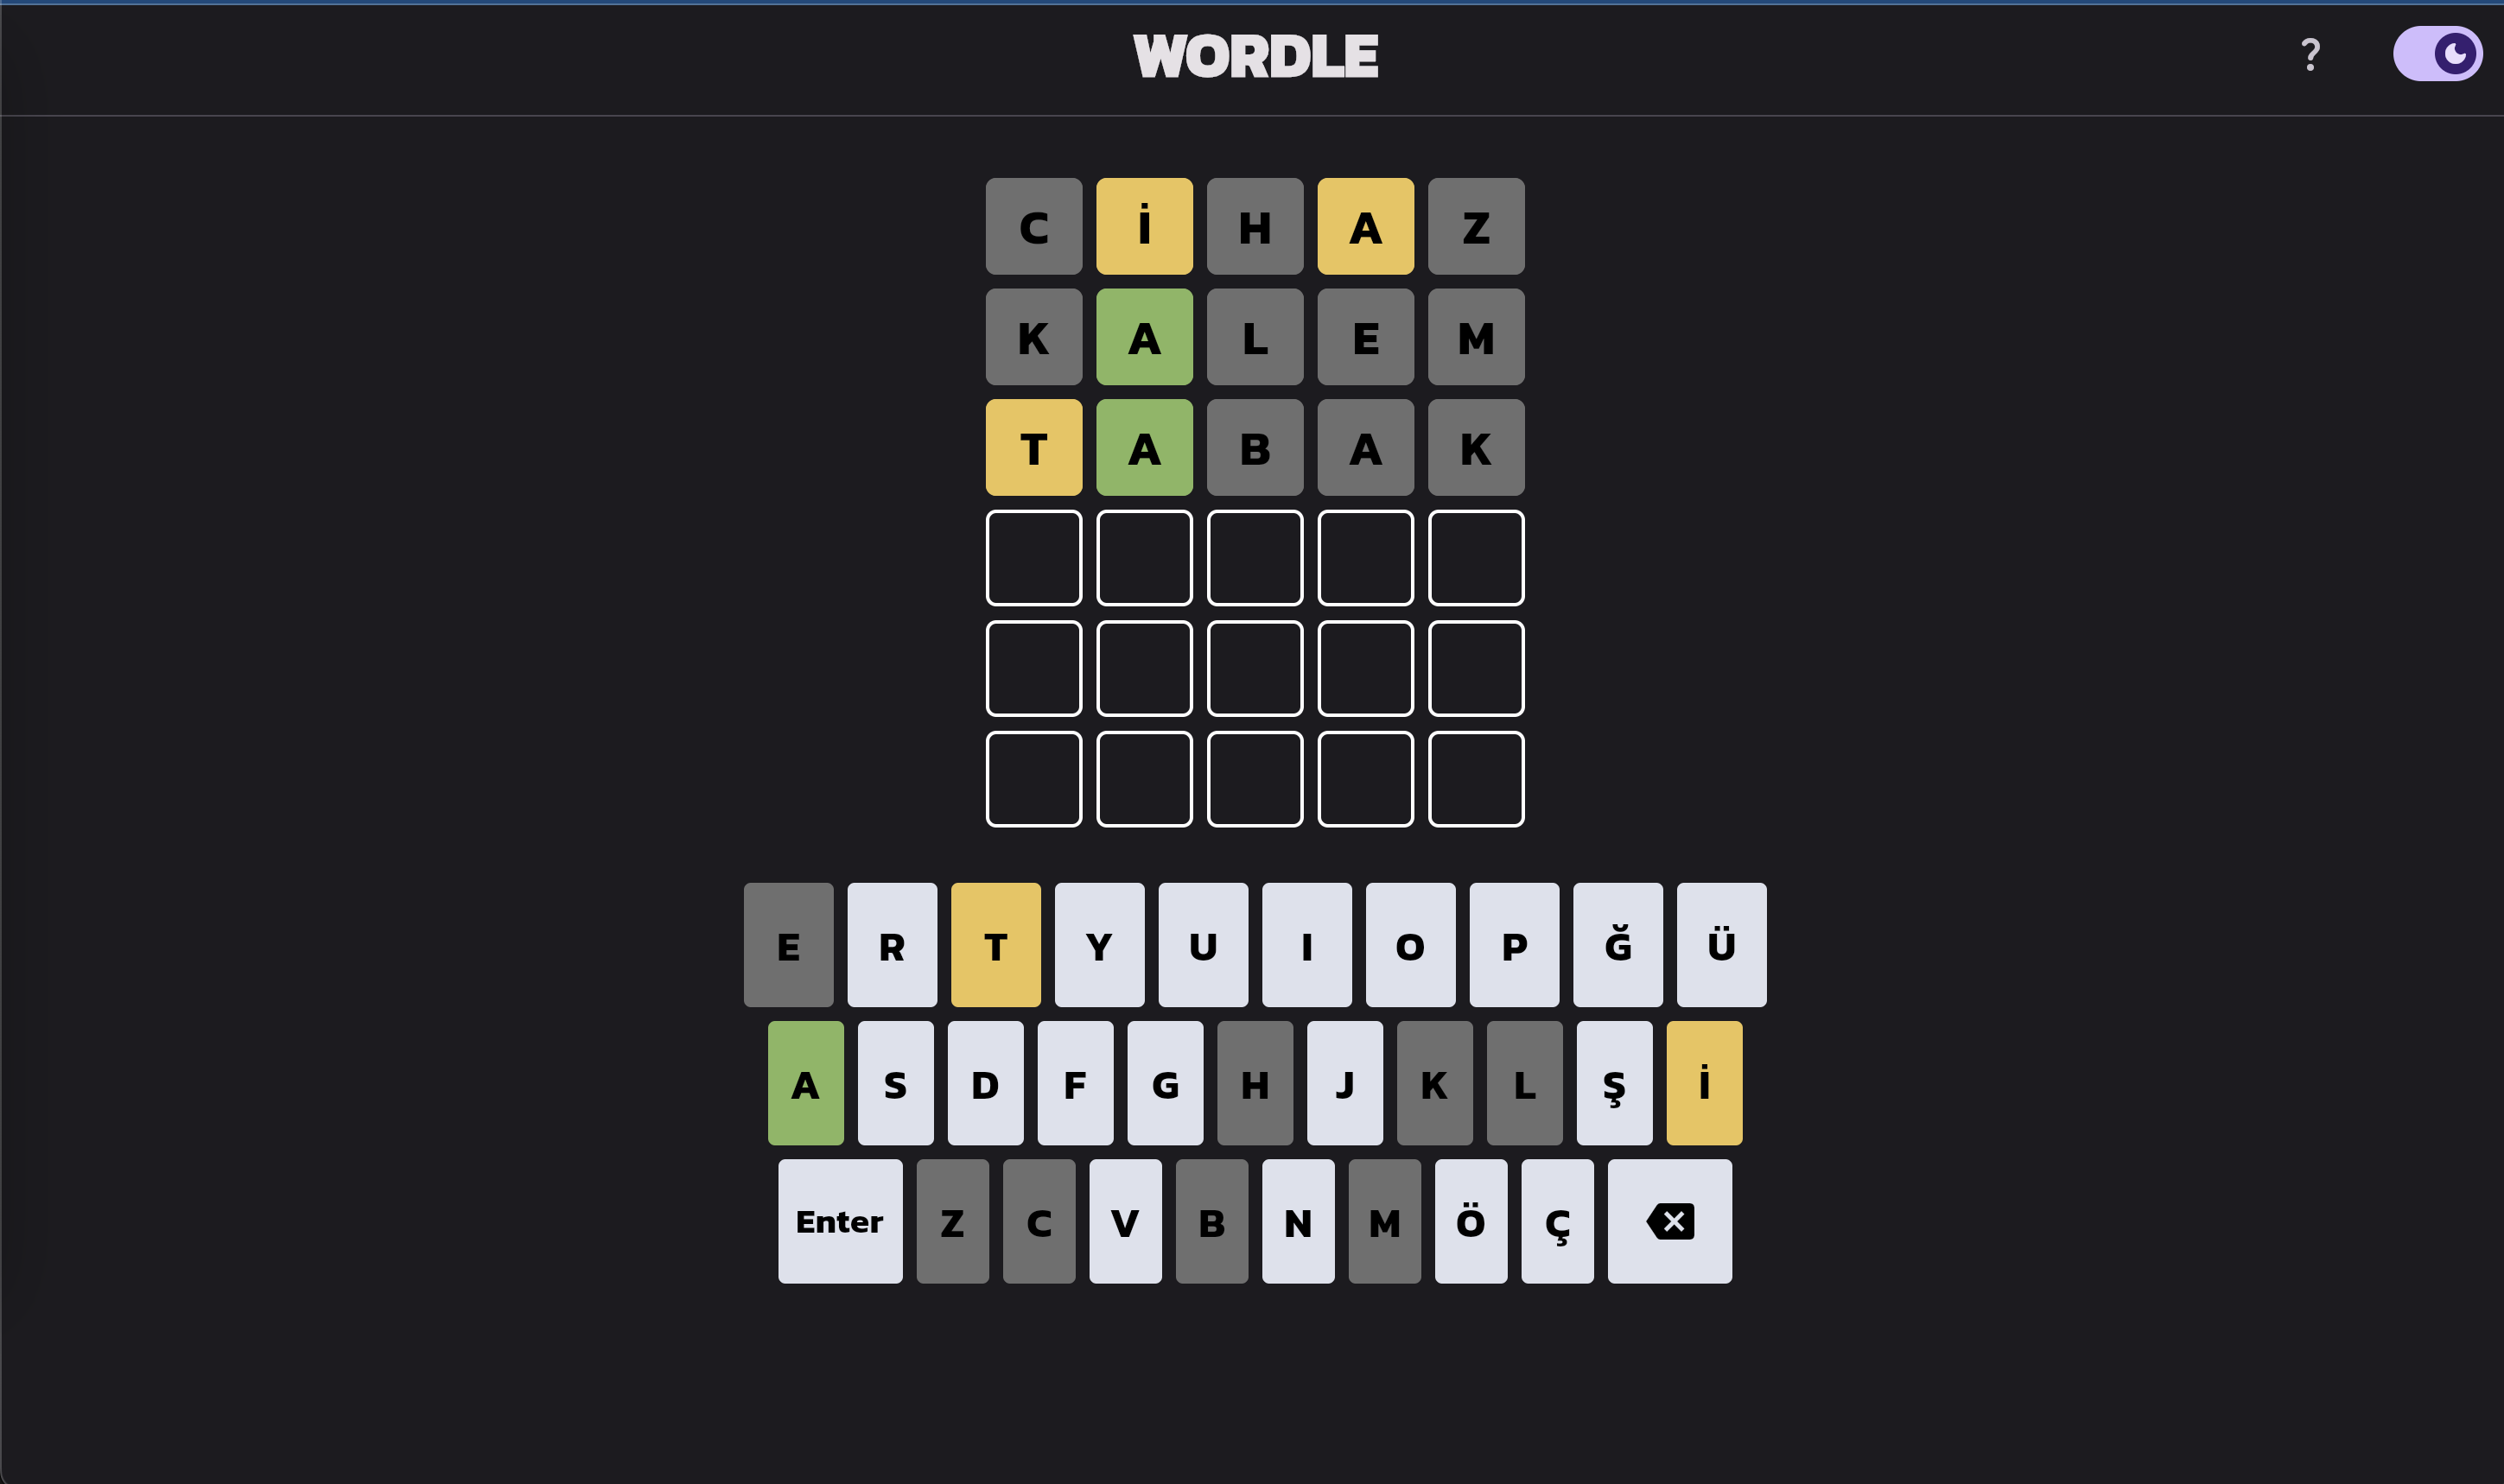 WORDLE ?
C İ H A Z
K A L E M
T A B A K
E R T Y U I O P Ğ Ü
A S D F G H J K L Ş İ
Enter Z C V B N M Ö Ç